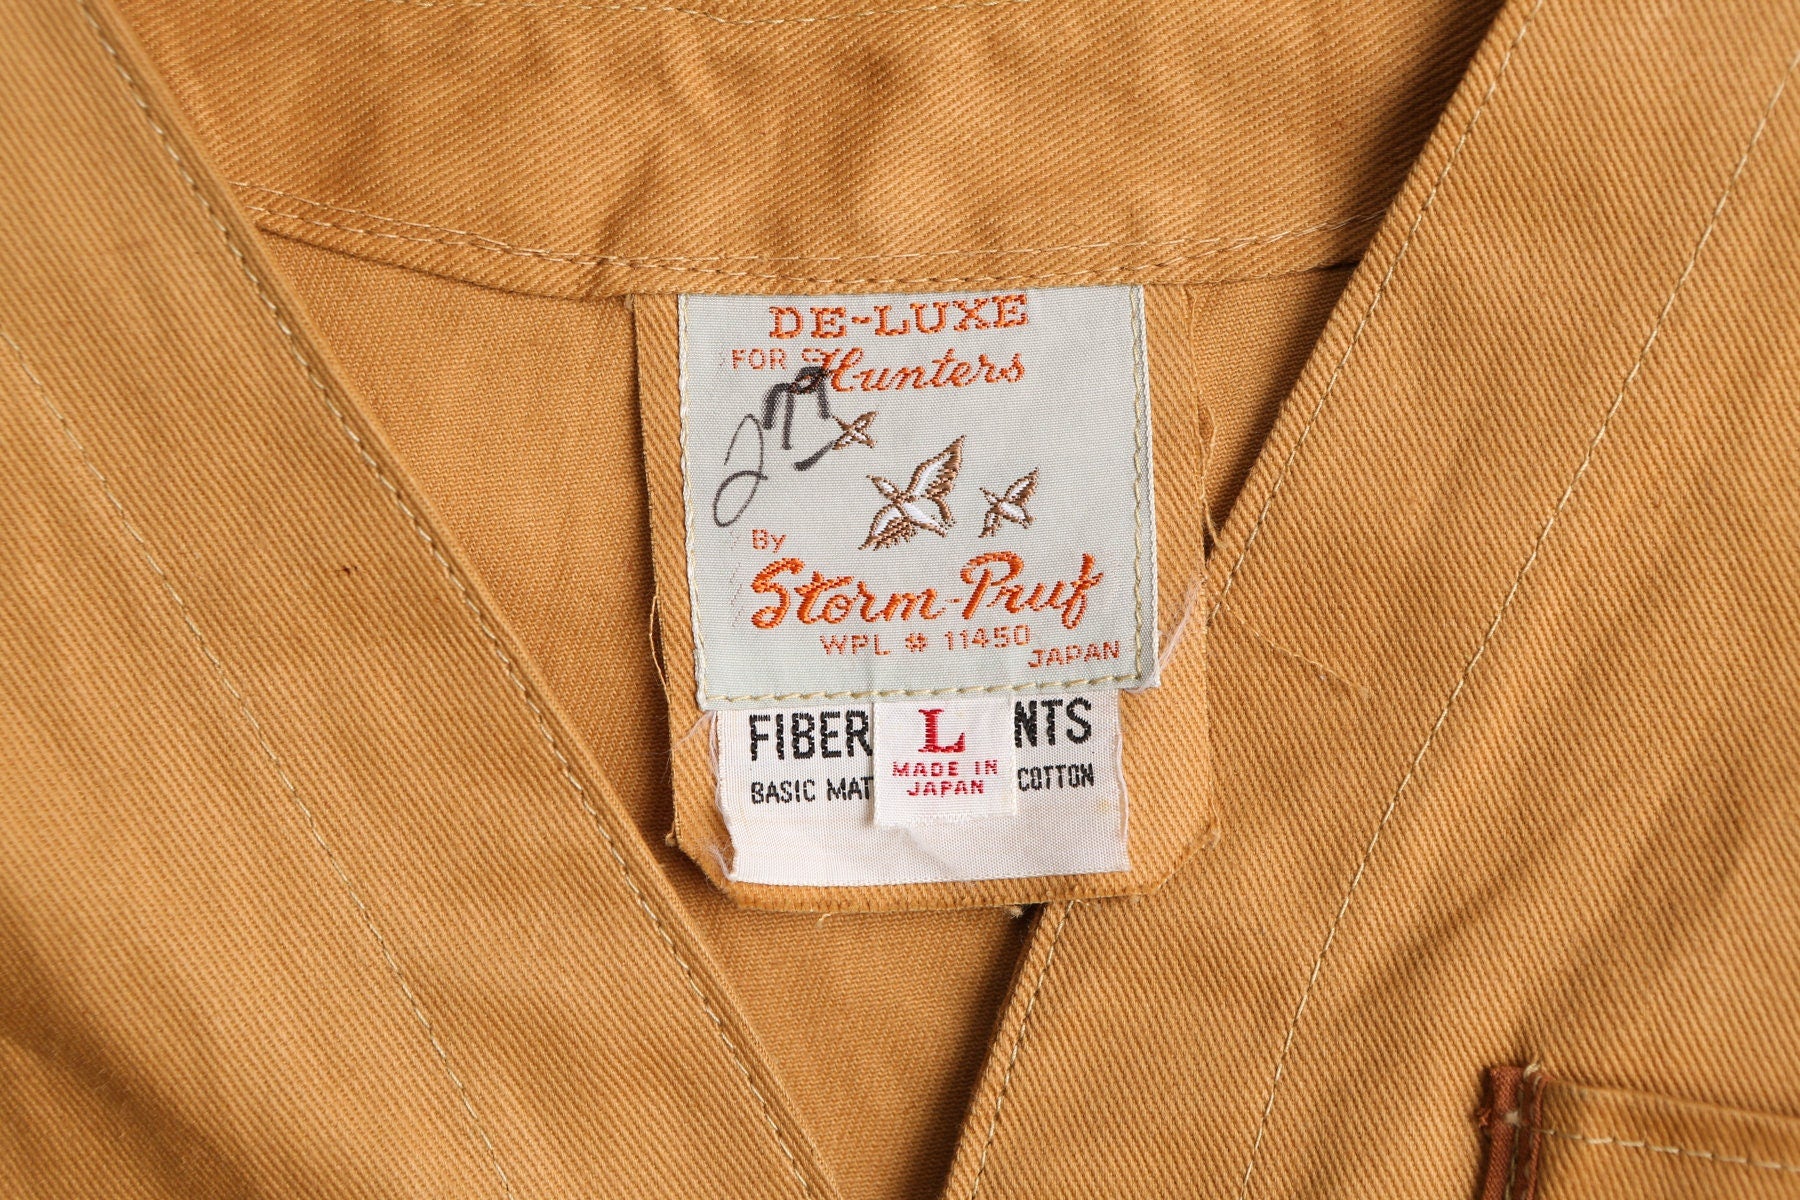 DE-LUXE
FOR Hunters
By
Storm-Pruf
WPL # 11450
JAPAN
FIBER NTS
BASIC MAT COTTON
L
MADE IN
JAPAN